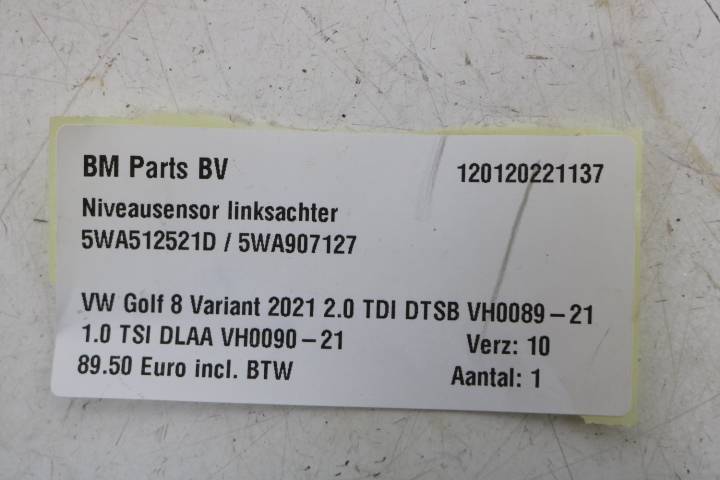 BM Parts BV 120120221137
Niveausensor linksachter
5WA512521D / 5WA907127
VW Golf 8 Variant 2021 2.0 TDI DTSB VH0089-21
1.0 TSI DLAA VH0090-21 Verz: 10
89.50 Euro incl. BTW Aantal: 1